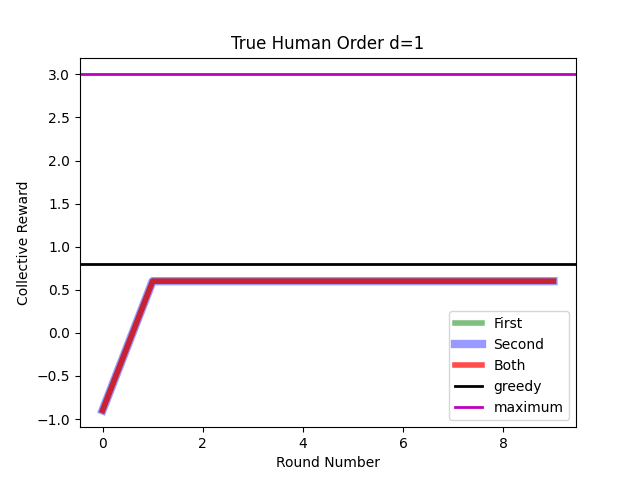 True Human Order d=1
3.0
2.5
2.0
1.5
1.0
0.5
0.0
−0.5
−1.0
Collective Reward
First
Second
Both
greedy
maximum
0 2 4 6 8
Round Number